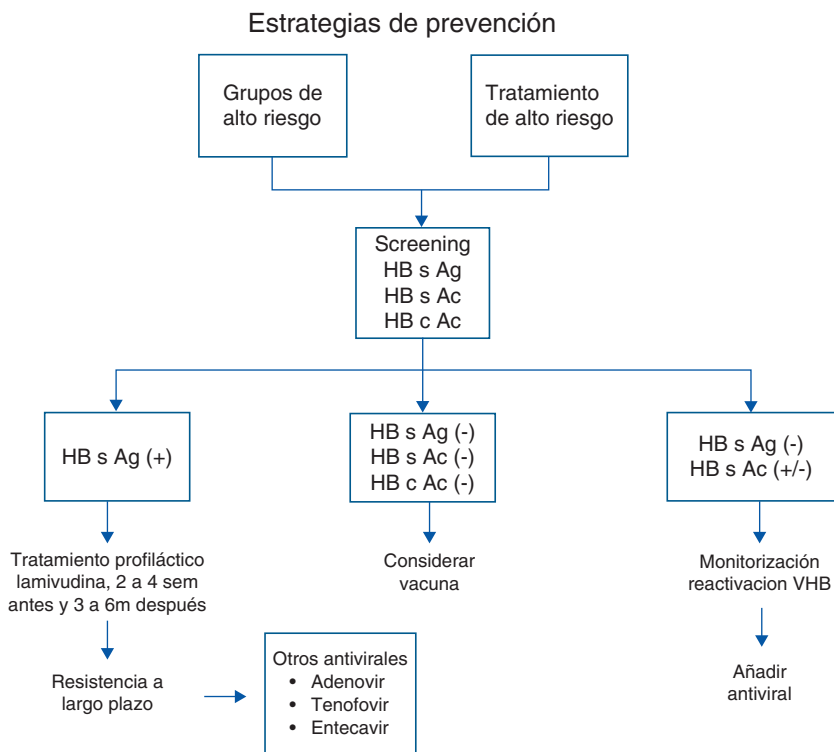 Estrategias de prevención
Grupos de
alto riesgo
Tratamiento
de alto riesgo
Screening
HB s Ag
HB s Ac
HB c Ac
HB s Ag (+)
HB s Ag (-)
HB s Ac (-)
HB c Ac (-)
HB s Ag (-)
HB s Ac (+/-)
Tratamiento profiláctico
lamivudina, 2 a 4 sem
antes y 3 a 6m después
Considerar
vacuna
Monitorización
reactivacion VHB
Resistencia a
largo plazo
Otros antivirales
• Adenovir
• Tenofovir
• Entecavir
Añadir
antiviral